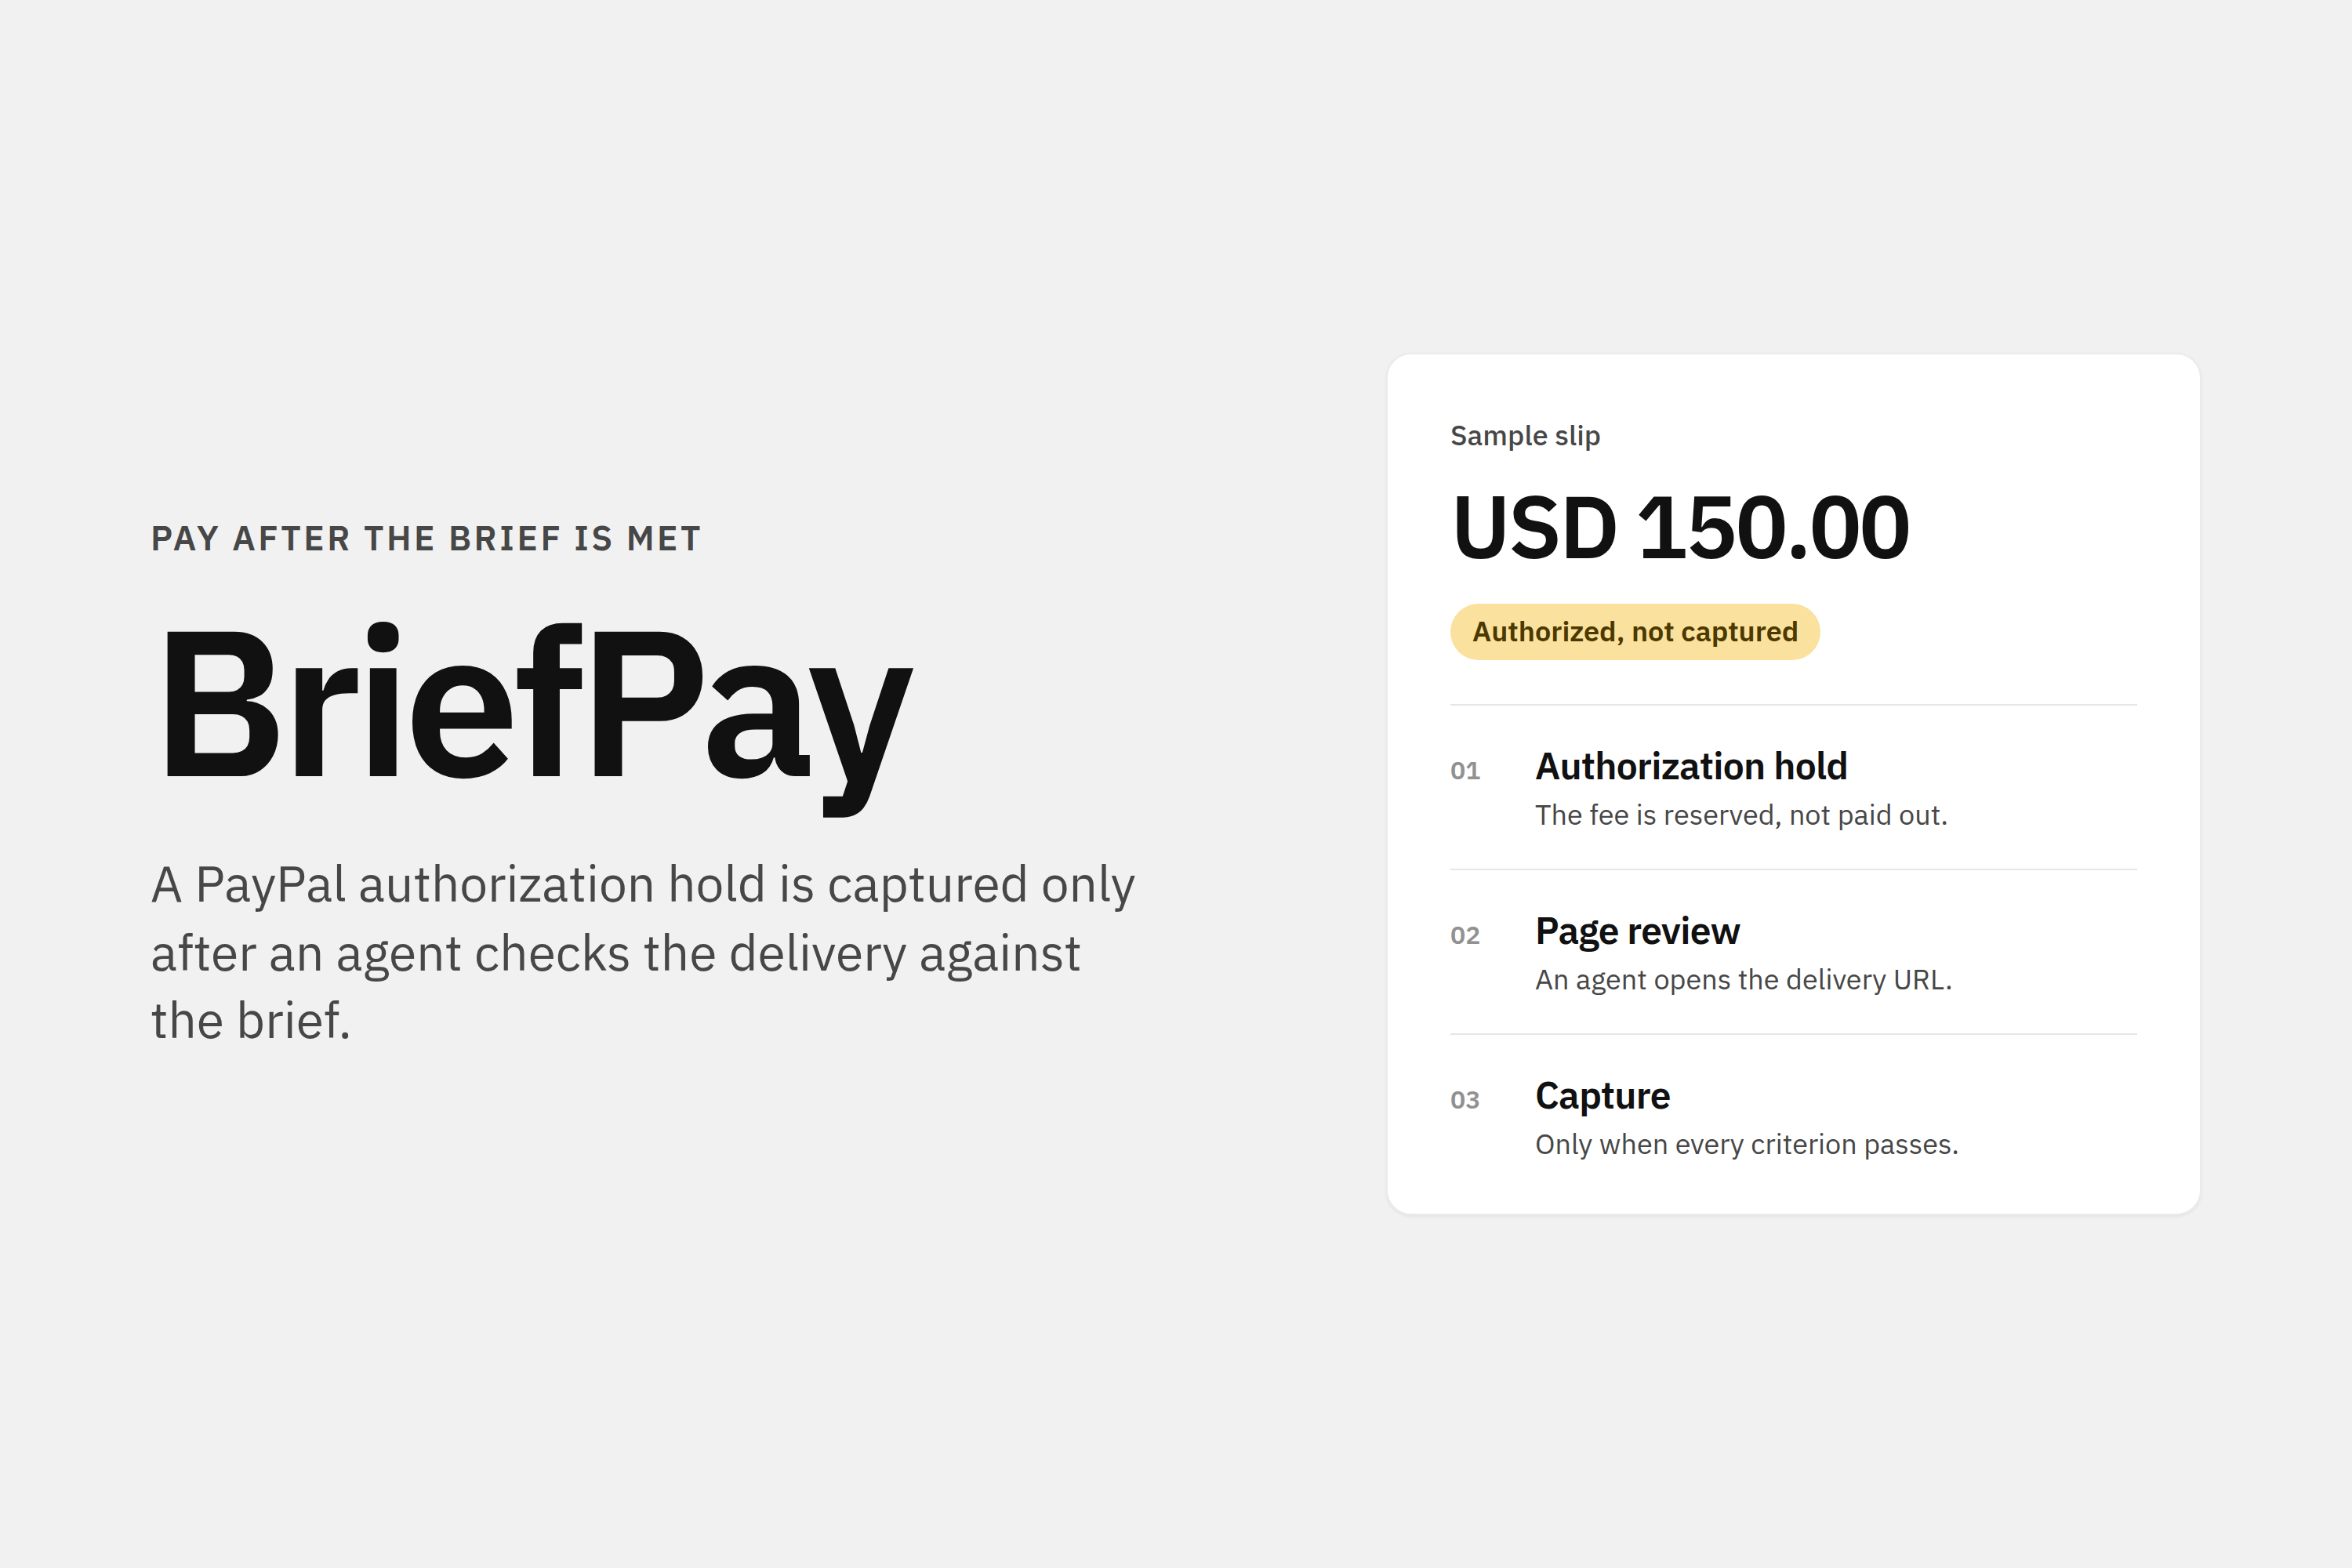 PAY AFTER THE BRIEF IS MET
BriefPay
A PayPal authorization hold is captured only
after an agent checks the delivery against
the brief.
Sample slip
USD 150.00
Authorized, not captured
01
Authorization hold
The fee is reserved, not paid out.
02
Page review
An agent opens the delivery URL.
03
Capture
Only when every criterion passes.